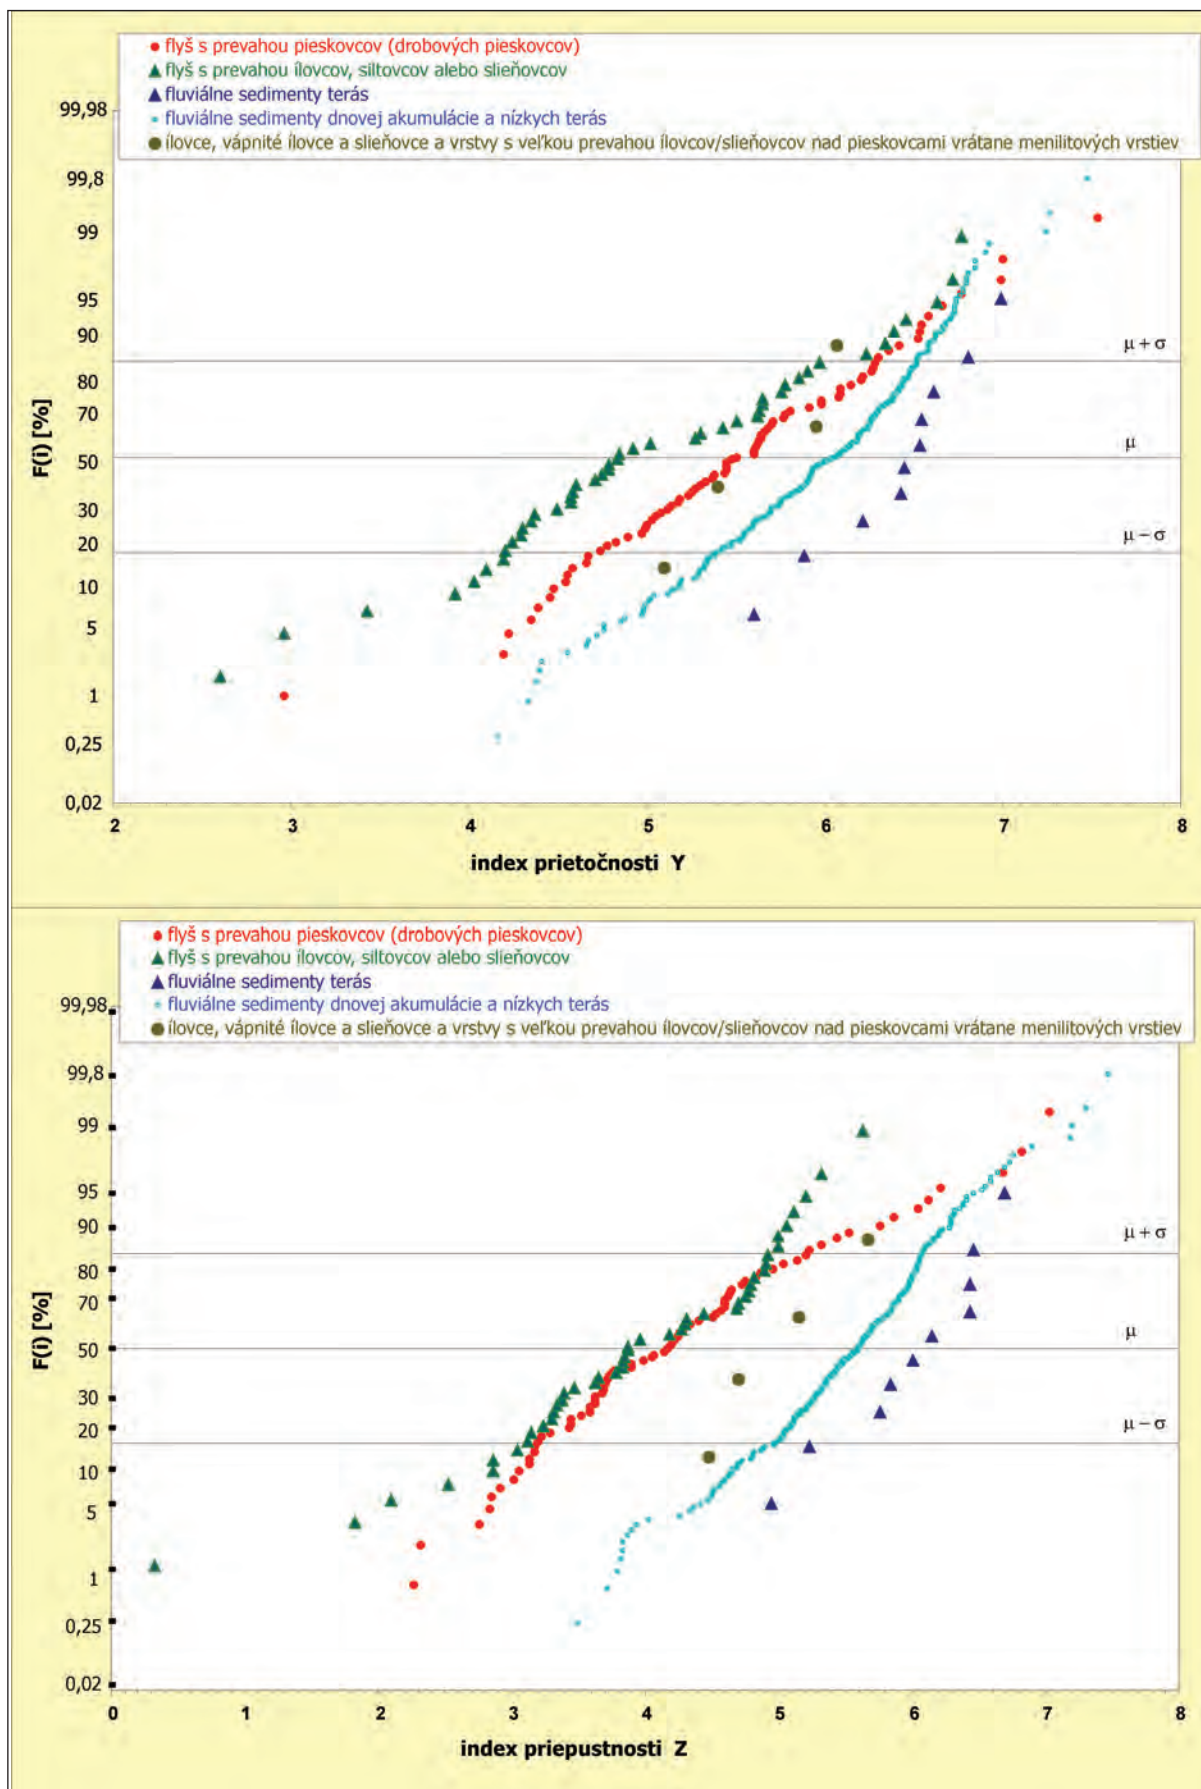 flyš s prevahou pieskovcov (drobových pieskovcov)
flyš s prevahou ílovcov, siltovcov alebo slieňovcov
fluviálne sedimenty terás
fluviálne sedimenty dnovej akumulácie a nízkych terás
ílovce, vápnité ílovce a slieňovce a vrstvy s veľkou prevahou ílovcov/slieňovcov nad pieskovcami vrátane menilitových vrstiev
99,98
99,8
99
95
90
80
70
50
30
20
10
5
1
0,25
0,02
F(i) [%]
μ + σ
μ
μ − σ
2 3 4 5 6 7 8
index prietočnosti Y
flyš s prevahou pieskovcov (drobových pieskovcov)
flyš s prevahou ílovcov, siltovcov alebo slieňovcov
fluviálne sedimenty terás
fluviálne sedimenty dnovej akumulácie a nízkych terás
ílovce, vápnité ílovce a slieňovce a vrstvy s veľkou prevahou ílovcov/slieňovcov nad pieskovcami vrátane menilitových vrstiev
99,98
99,8
99
95
90
80
70
50
30
20
10
5
1
0,25
0,02
F(i) [%]
μ + σ
μ
μ − σ
0 1 2 3 4 5 6 7 8
index priepustnosti Z